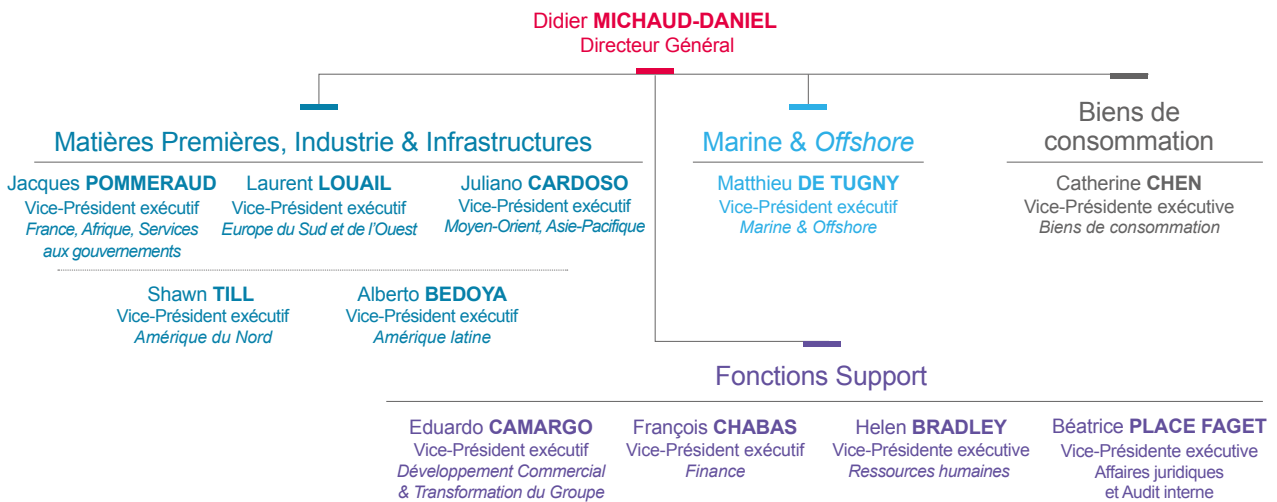 Didier MICHAUD-DANIEL
Directeur Général
Matières Premières, Industrie & Infrastructures
Jacques POMMERAUD
Vice-Président exécutif
France, Afrique, Services
aux gouvernements
Laurent LOUAIL
Vice-Président exécutif
Europe du Sud et de l'Ouest
Juliano CARDOSO
Vice-Président exécutif
Moyen-Orient, Asie-Pacifique
Shawn TILL
Vice-Président exécutif
Amérique du Nord
Alberto BEDOYA
Vice-Président exécutif
Amérique latine
Marine & Offshore
Matthieu DE TUGNY
Vice-Président exécutif
Marine & Offshore
Biens de
consommation
Catherine CHEN
Vice-Présidente exécutive
Biens de consommation
Fonctions Support
Eduardo CAMARGO
Vice-Président exécutif
Développement Commercial
& Transformation du Groupe
François CHABAS
Vice-Président exécutif
Finance
Helen BRADLEY
Vice-Présidente exécutive
Ressources humaines
Béatrice PLACE FAGET
Vice-Présidente exécutive
Affaires juridiques
et Audit interne